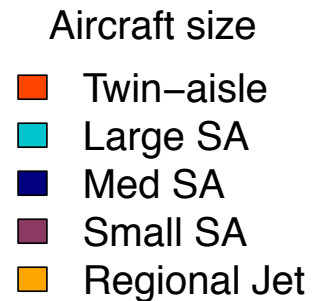 Aircraft size
Twin−aisle
Large SA
Med SA
Small SA
Regional Jet